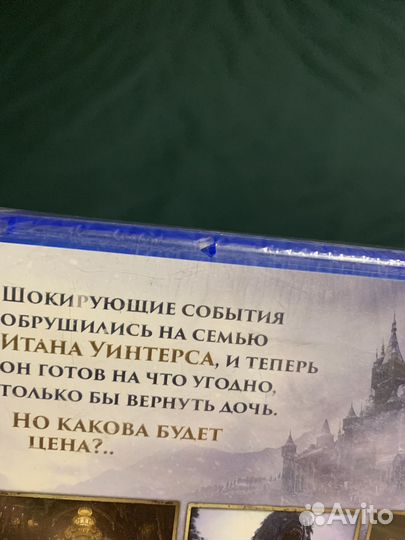 Шокирующие события
обрушились на семью
Итана Уинтерса, и теперь
он готов на что угодно,
только бы вернуть дочь.
Но какова будет
цена?..
Avito